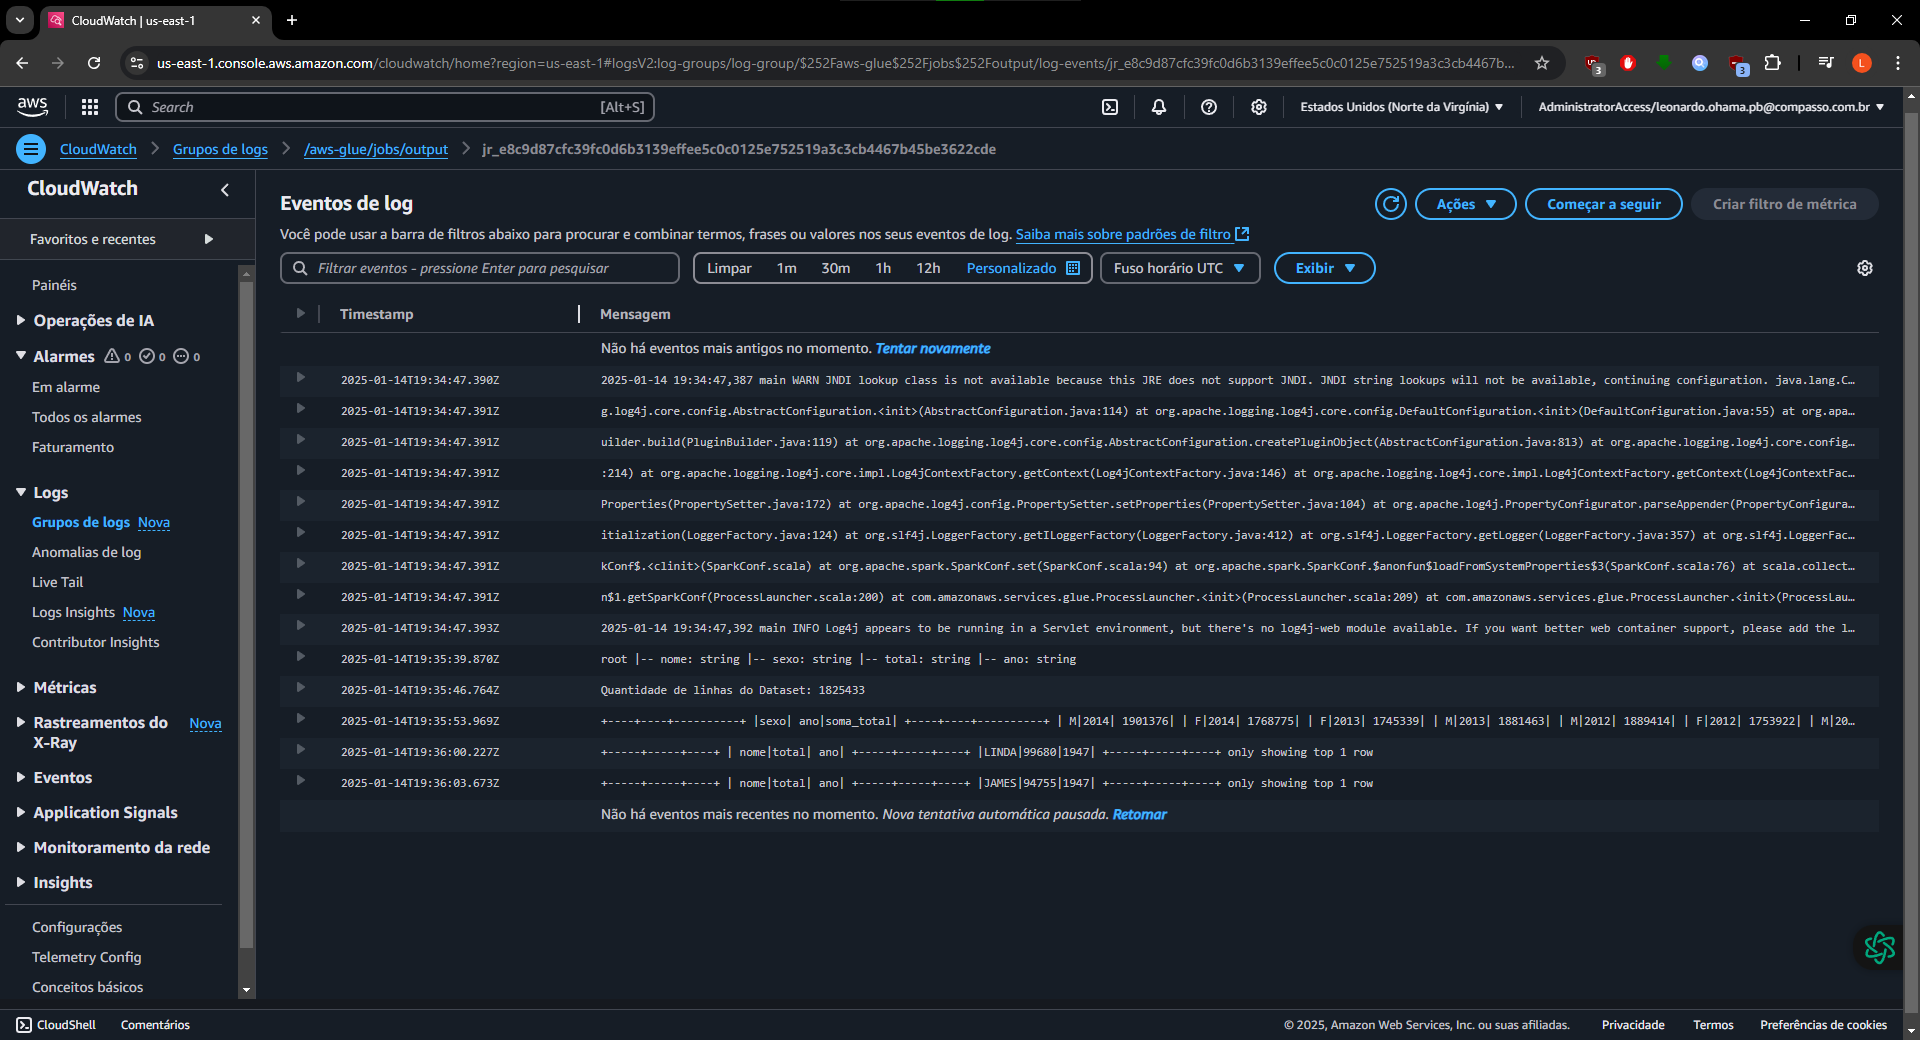 CloudWatch | us-east-1
us-east-1.console.aws.amazon.com/cloudwatch/home?region=us-east-1#logsV2:log-groups/log-group/$252Faws-glue$252Fjobs$252Foutput/log-events/jr_e8c9d87cfc39fc0d6b3139effee5c0c0125e752519a3c3cb4467b...
3
3
L
aws
Search
[Alt+S]
Estados Unidos (Norte da Virgínia)
AdministratorAccess/leonardo.ohama.pb@compasso.com.br
CloudWatch
Grupos de logs
/aws-glue/jobs/output
jr_e8c9d87cfc39fc0d6b3139effee5c0c0125e752519a3c3cb4467b45be3622cde
CloudWatch
Favoritos e recentes
Painéis
Operações de IA
Alarmes 0 0 0
Em alarme
Todos os alarmes
Faturamento
Logs
Grupos de logs Nova
Anomalias de log
Live Tail
Logs Insights Nova
Contributor Insights
Métricas
Rastreamentos do X-Ray Nova
Eventos
Application Signals
Monitoramento da rede
Insights
Configurações
Telemetry Config
Conceitos básicos
Eventos de log
Ações
Começar a seguir
Criar filtro de métrica
Você pode usar a barra de filtros abaixo para procurar e combinar termos, frases ou valores nos seus eventos de log. Saiba mais sobre padrões de filtro
Filtrar eventos - pressione Enter para pesquisar
Limpar 1m 30m 1h 12h Personalizado
Fuso horário UTC
Exibir
Timestamp Mensagem
Não há eventos mais antigos no momento. Tentar novamente
2025-01-14T19:34:47.390Z 2025-01-14 19:34:47,387 main WARN JNDI lookup class is not available because this JRE does not support JNDI. JNDI string lookups will not be available, continuing configuration. java.lang.C…
2025-01-14T19:34:47.391Z g.log4j.core.config.AbstractConfiguration.<init>(AbstractConfiguration.java:114) at org.apache.logging.log4j.core.config.DefaultConfiguration.<init>(DefaultConfiguration.java:55) at org.apa…
2025-01-14T19:34:47.391Z uilder.build(PluginBuilder.java:119) at org.apache.logging.log4j.core.config.AbstractConfiguration.createPluginObject(AbstractConfiguration.java:813) at org.apache.logging.log4j.core.config…
2025-01-14T19:34:47.391Z :214) at org.apache.logging.log4j.core.impl.Log4jContextFactory.getContext(Log4jContextFactory.java:146) at org.apache.logging.log4j.core.impl.Log4jContextFactory.getContext(Log4jContextFac…
2025-01-14T19:34:47.391Z Properties(PropertySetter.java:172) at org.apache.log4j.config.PropertySetter.setProperties(PropertySetter.java:104) at org.apache.log4j.PropertyConfigurator.parseAppender(PropertyConfigura…
2025-01-14T19:34:47.391Z itialization(LoggerFactory.java:124) at org.slf4j.LoggerFactory.getILoggerFactory(LoggerFactory.java:412) at org.slf4j.LoggerFactory.getLogger(LoggerFactory.java:357) at org.slf4j.LoggerFac…
2025-01-14T19:34:47.391Z kConf$.<clinit>(SparkConf.scala) at org.apache.spark.SparkConf.set(SparkConf.scala:94) at org.apache.spark.SparkConf.$anonfun$loadFromSystemProperties$3(SparkConf.scala:76) at scala.collect…
2025-01-14T19:34:47.391Z n$1.getSparkConf(ProcessLauncher.scala:200) at com.amazonaws.services.glue.ProcessLauncher.<init>(ProcessLauncher.scala:209) at com.amazonaws.services.glue.ProcessLauncher.<init>(ProcessLau…
2025-01-14T19:34:47.393Z 2025-01-14 19:34:47,392 main INFO Log4j appears to be running in a Servlet environment, but there's no log4j-web module available. If you want better web container support, please add the l…
2025-01-14T19:35:39.870Z root |-- nome: string |-- sexo: string |-- total: string |-- ano: string
2025-01-14T19:35:46.764Z Quantidade de linhas do Dataset: 1825433
2025-01-14T19:35:53.969Z +----+----+----------+ |sexo| ano|soma_total| +----+----+----------+ | M|2014| 1901376| | F|2014| 1768775| | F|2013| 1745339| | M|2013| 1881463| | M|2012| 1889414| | F|2012| 1753922| | M|20…
2025-01-14T19:36:00.227Z +-----+-----+----+ | nome|total| ano| +-----+-----+----+ |LINDA|99680|1947| +-----+-----+----+ only showing top 1 row
2025-01-14T19:36:03.673Z +-----+-----+----+ | nome|total| ano| +-----+-----+----+ |JAMES|94755|1947| +-----+-----+----+ only showing top 1 row
Não há eventos mais recentes no momento. Nova tentativa automática pausada. Retomar
CloudShell
Comentários
© 2025, Amazon Web Services, Inc. ou suas afiliadas.
Privacidade
Termos
Preferências de cookies